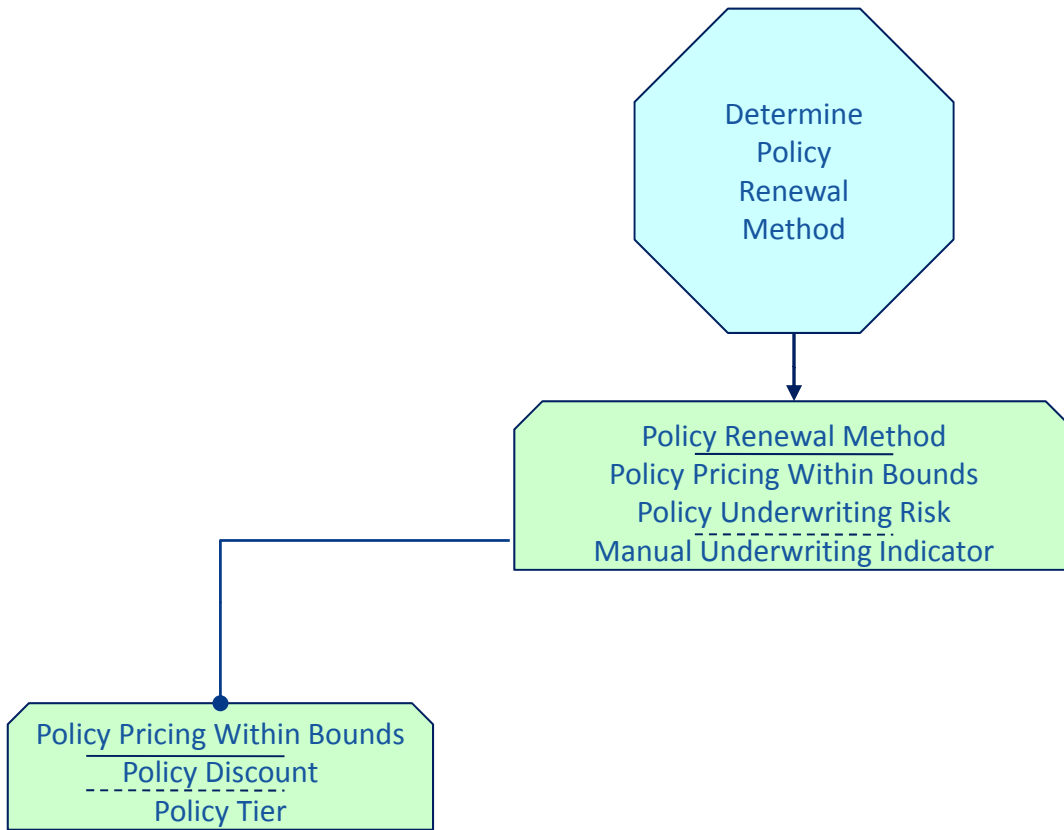 Determine
Policy
Renewal
Method
Policy Renewal Method
Policy Pricing Within Bounds
Policy Underwriting Risk
Manual Underwriting Indicator
Policy Pricing Within Bounds
Policy Discount
Policy Tier